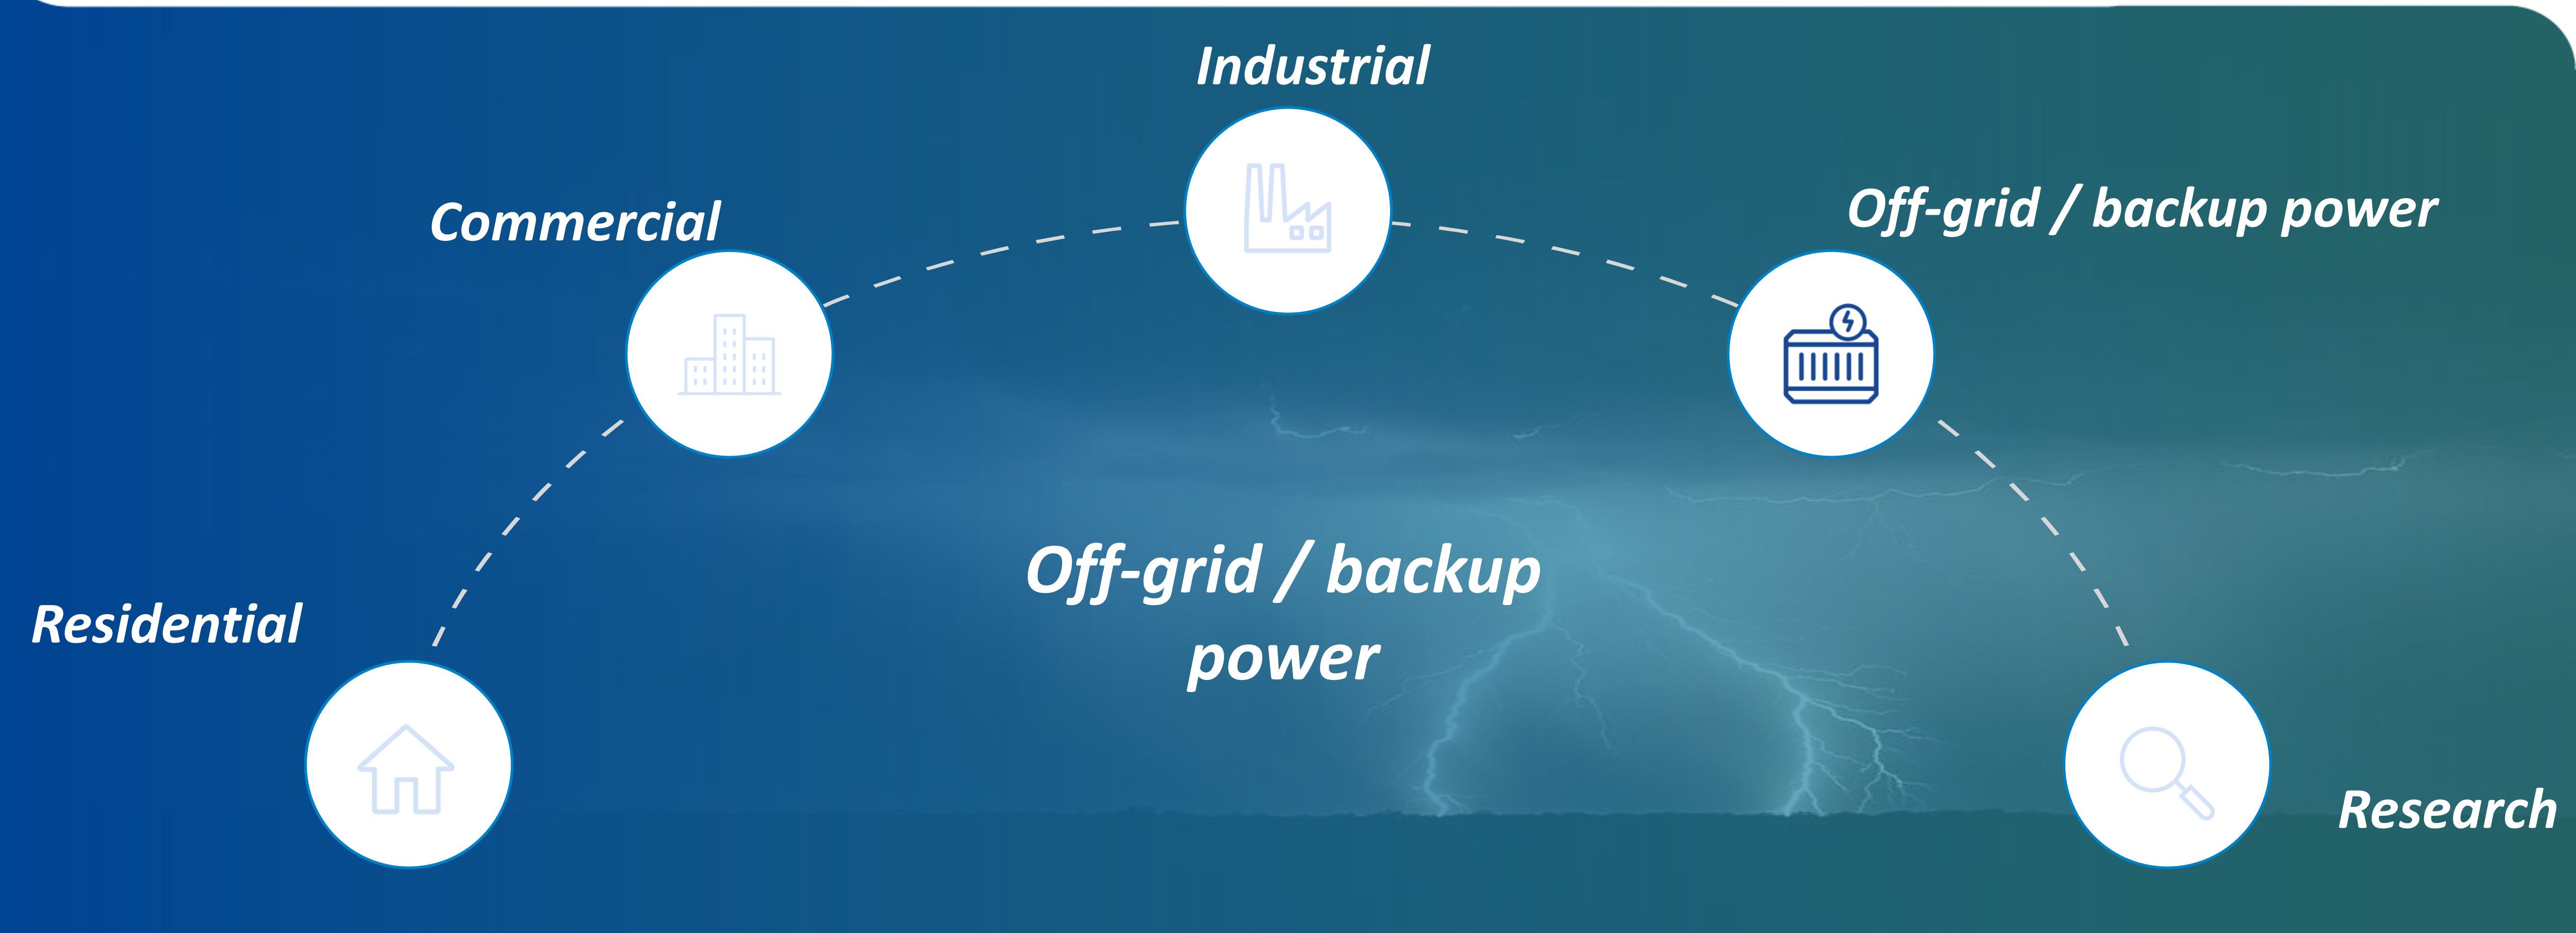 Industrial
Commercial
Off-grid / backup power
Residential
Off-grid / backup
power
Research